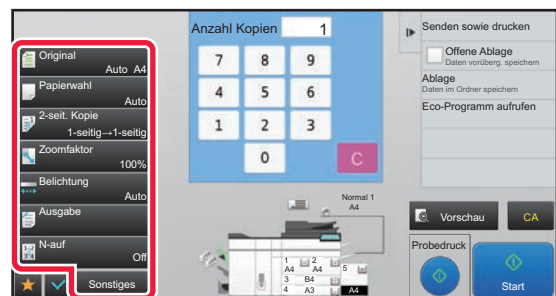 Original
Auto A4
Papierwahl
Auto
2-seit. Kopie
1-seitig→1-seitig
Zoomfaktor
100%
Belichtung
Auto
Ausgabe
N-auf
Off
Sonstiges
Anzahl Kopien 1
7 8 9
4 5 6
1 2 3
0 C
Normal 1
A4
1 A4 2 A4 5
3 B4
4 A3 A4
Senden sowie drucken
Offene Ablage
Daten vorüberg. speichern
Ablage
Daten im Ordner speichern
Eco-Programm aufrufen
Vorschau CA
Probedruck
Start